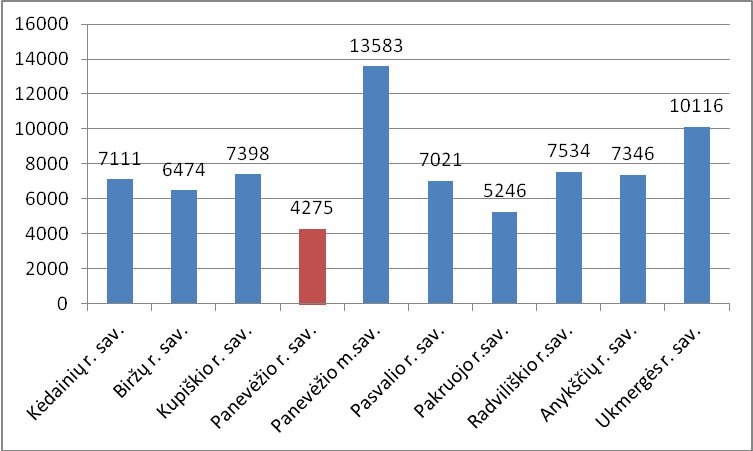 16000
14000
12000
10000
8000
6000
4000
2000
0
7111
6474
7398
4275
13583
7021
5246
7534
7346
10116
Kėdainių r. sav.
Biržų r. sav.
Kupiškio r. sav.
Panevėžio r. sav.
Panevėžio m.sav.
Pasvalio r. sav.
Pakruojo r.sav.
Radviliškio r.sav.
Anykščių r. sav.
Ukmergės r. sav.